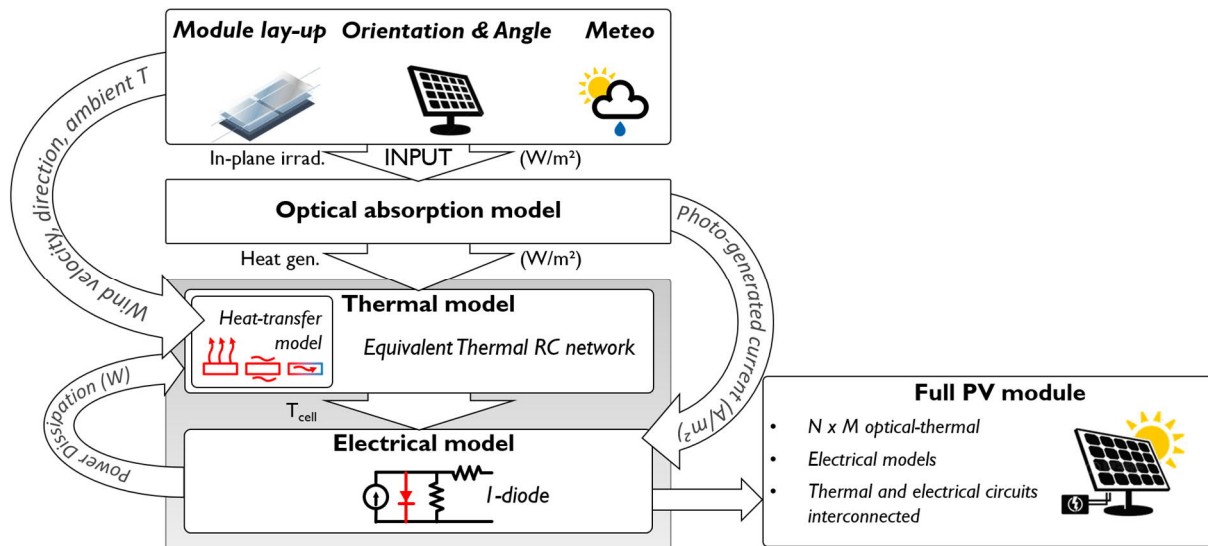 Module lay-up Orientation & Angle Meteo
In-plane irrad. INPUT (W/m²)
Wind velocity, direction, ambient T
Optical absorption model
Heat gen. (W/m²)
Photo-generated current (A/m²)
Thermal model
Heat-transfer
model
Equivalent Thermal RC network
Power Dissipation (W)
Tcell
Electrical model
1-diode
Full PV module
• N x M optical-thermal
• Electrical models
• Thermal and electrical circuits
interconnected